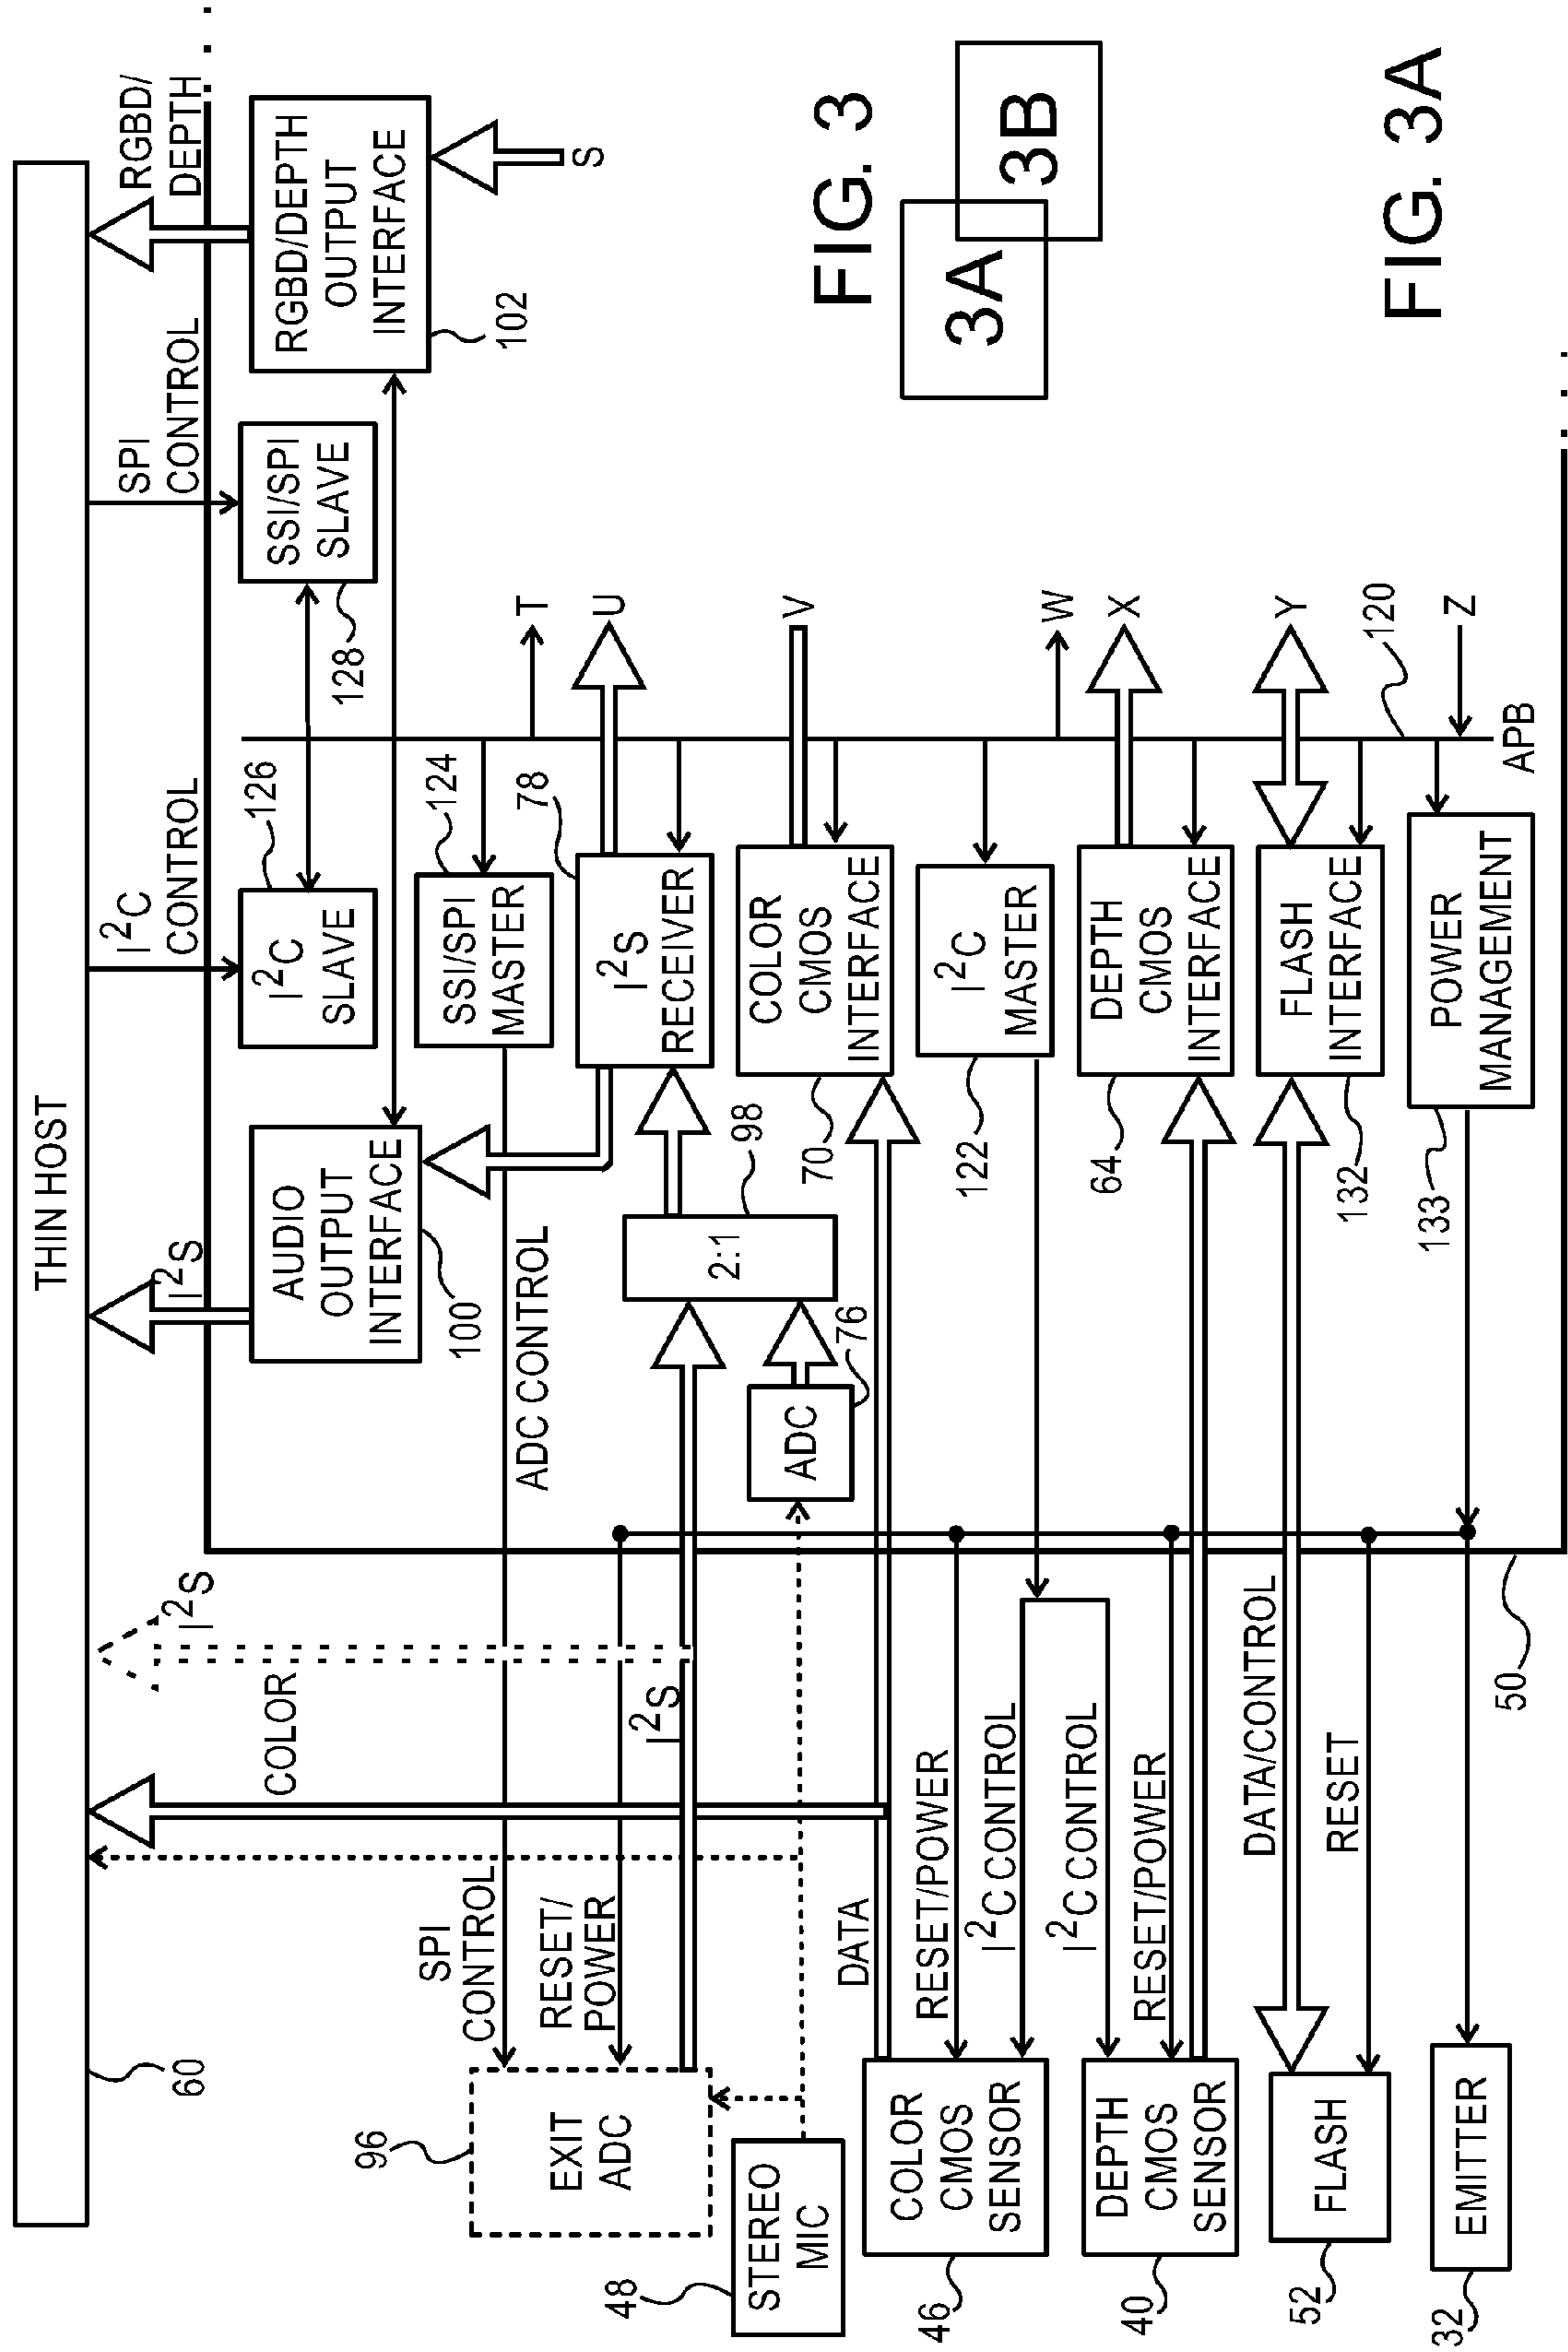 THIN HOST
60
COLOR
I2S
I2S
I2C
CONTROL
SPI
CONTROL
RGBD/
DEPTH
96
EXIT
ADC
SPI
CONTROL
RESET/
POWER
I2S
ADC CONTROL
AUDIO
OUTPUT
INTERFACE
100
I2C
SLAVE
126
SSI/SPI
SLAVE
128
RGBD/DEPTH
OUTPUT
INTERFACE
102
S
SSI/SPI
MASTER
124
T
48
STEREO
MIC
ADC
76
2:1
98
I2S
RECEIVER
78
U
46
COLOR
CMOS
SENSOR
DATA
RESET/POWER
I2C CONTROL
COLOR
CMOS
INTERFACE
70
V
I2C
MASTER
122
W
40
DEPTH
CMOS
SENSOR
I2C CONTROL
RESET/POWER
DEPTH
CMOS
INTERFACE
64
X
52
FLASH
DATA/CONTROL
RESET
FLASH
INTERFACE
132
Y
120
32
EMITTER
50
POWER
MANAGEMENT
133
APB
Z
FIG. 3
3A
3B
FIG. 3A